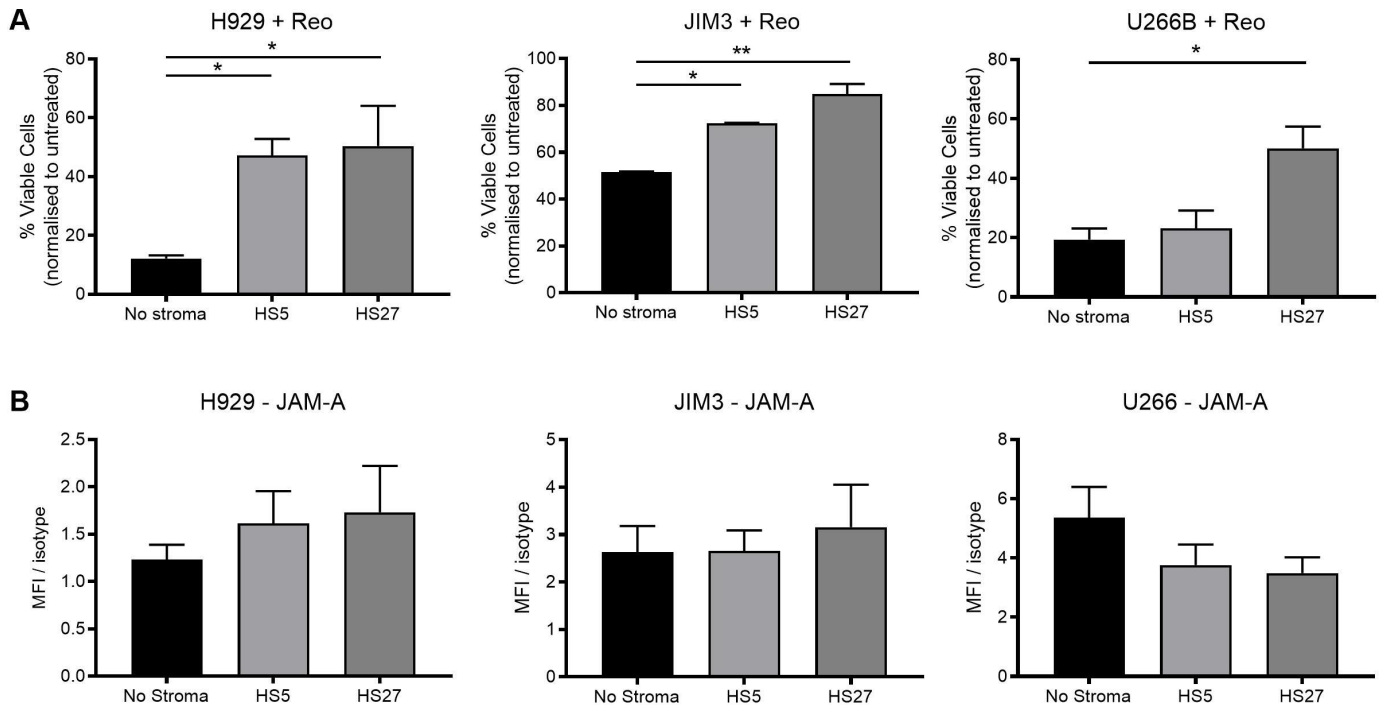 A
H929 + Reo
% Viable Cells
(normalised to untreated)
80
60
40
20
0
*
*
No stroma
HS5
HS27
JIM3 + Reo
% Viable Cells
(normalised to untreated)
100
80
60
40
20
0
**
*
No stroma
HS5
HS27
U266B + Reo
% Viable Cells
(normalised to untreated)
80
60
40
20
0
*
No stroma
HS5
HS27
B
H929 - JAM-A
MFI / isotype
2.5
2.0
1.5
1.0
0.5
0.0
No Stroma
HS5
HS27
JIM3 - JAM-A
MFI / isotype
5
4
3
2
1
0
No Stroma
HS5
HS27
U266 - JAM-A
MFI / isotype
8
6
4
2
0
No Stroma
HS5
HS27